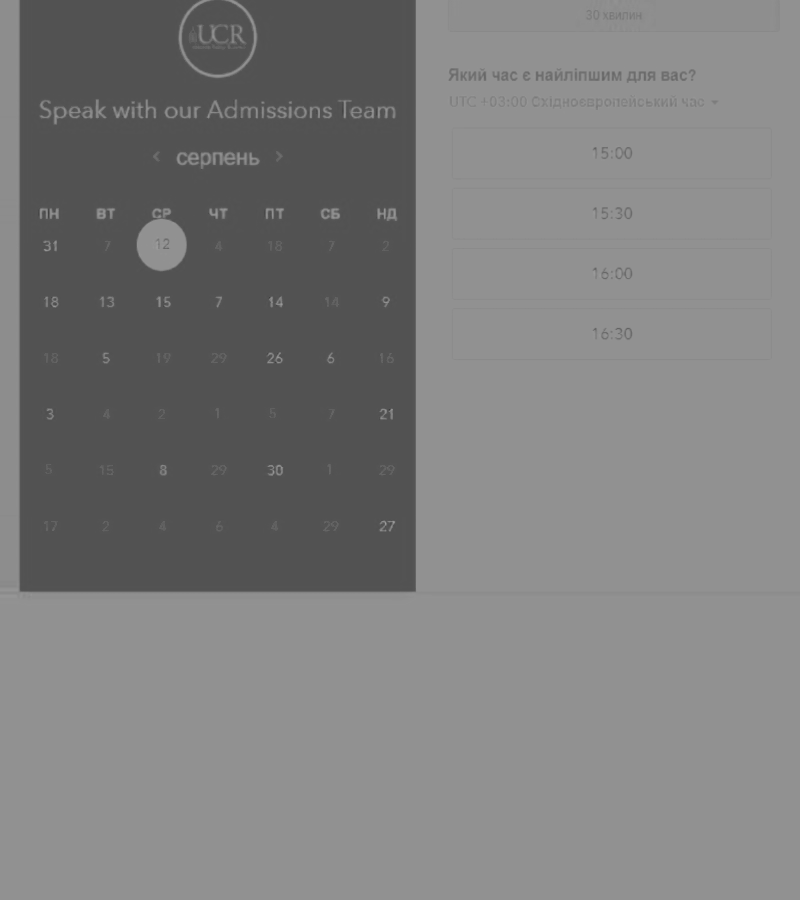 UCR
Speak with our Admissions Team
серпень
ПН ВТ СР ЧТ ПТ СБ НД
31 7 12 4 18 7 2
18 13 15 7 14 14 9
18 5 19 29 26 6 16
3 4 2 1 5 7 21
5 15 8 29 30 1 29
17 2 4 6 4 29 27
30 хвилин
Який час є найліпшим для вас?
UTC +03:00 Східноєвропейський час
15:00
15:30
16:00
16:30